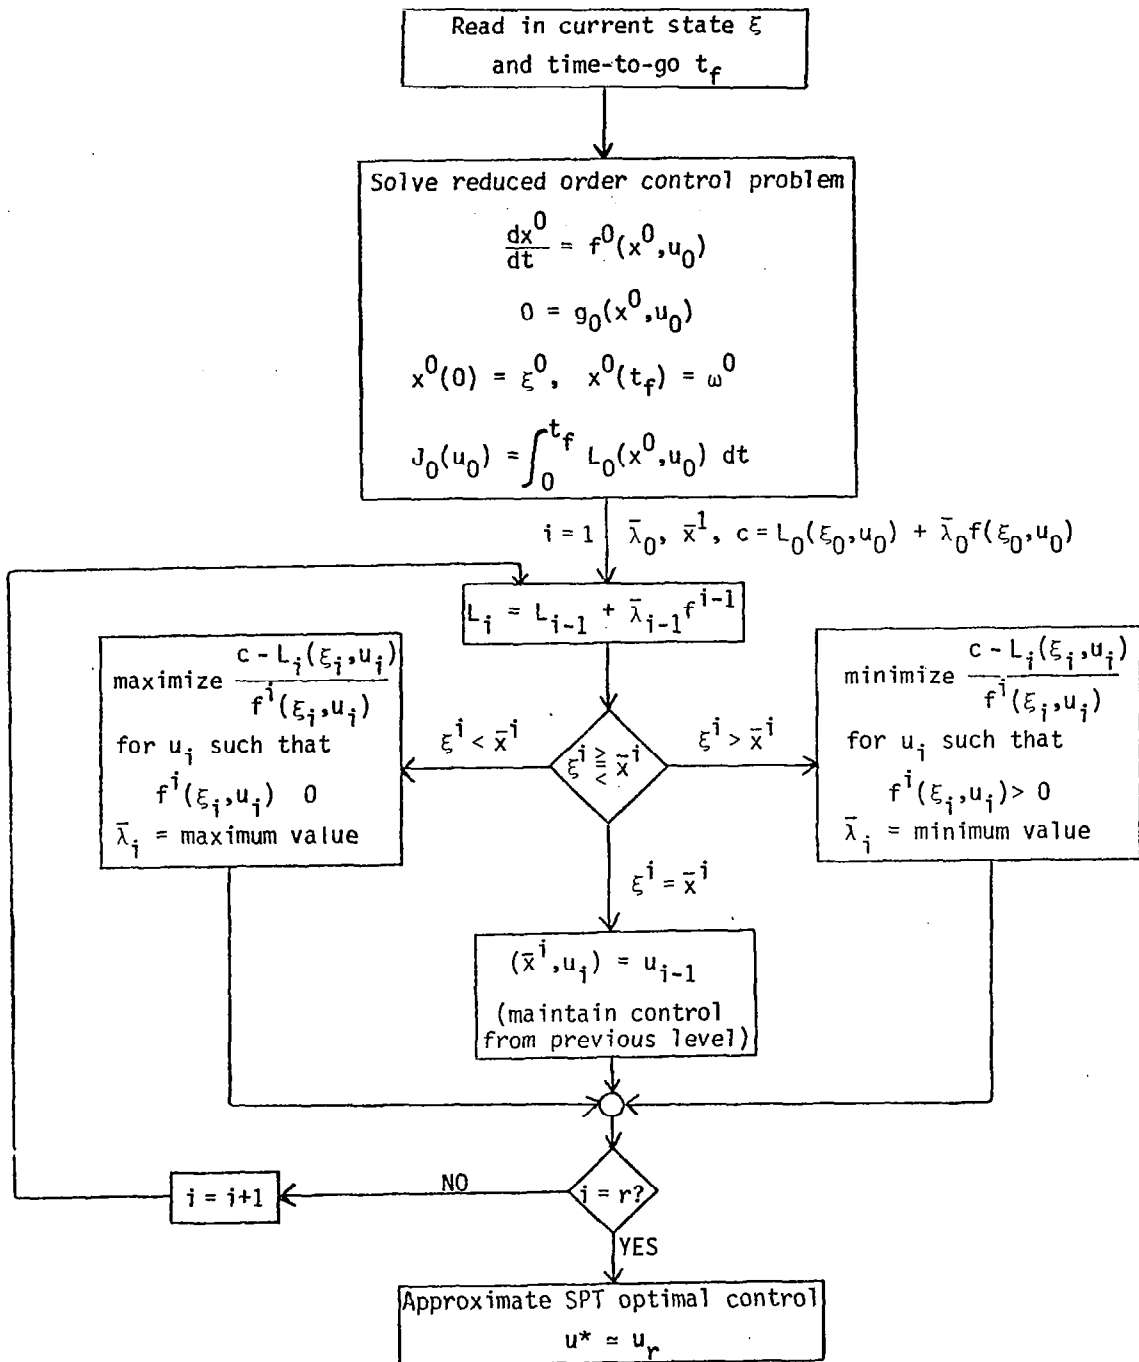 Read in current state ξ
and time-to-go t_f
Solve reduced order control problem
dx^0/dt = f^0(x^0,u_0)
0 = g_0(x^0,u_0)
x^0(0) = ξ^0, x^0(t_f) = ω^0
J_0(u_0) = ∫_0^{t_f} L_0(x^0,u_0) dt
i = 1 λ̄_0, x̄^1, c = L_0(ξ_0,u_0) + λ̄_0f(ξ_0,u_0)
L_i = L_{i-1} + λ̄_{i-1}f^{i-1}
maximize (c - L_i(ξ_i,u_i))/(f^i(ξ_i,u_i))
for u_i such that
f^i(ξ_i,u_i) 0
λ̄_i = maximum value
ξ^i < x̄^i
ξ^i ⪌ x̄^i
ξ^i > x̄^i
minimize (c - L_i(ξ_i,u_i))/(f^i(ξ_i,u_i))
for u_i such that
f^i(ξ_i,u_i) > 0
λ̄_i = minimum value
ξ^i = x̄^i
(x̄^i,u_i) = u_{i-1}
(maintain control
from previous level)
i = i+1
NO
i = r?
YES
Approximate SPT optimal control
u* ≃ u_r